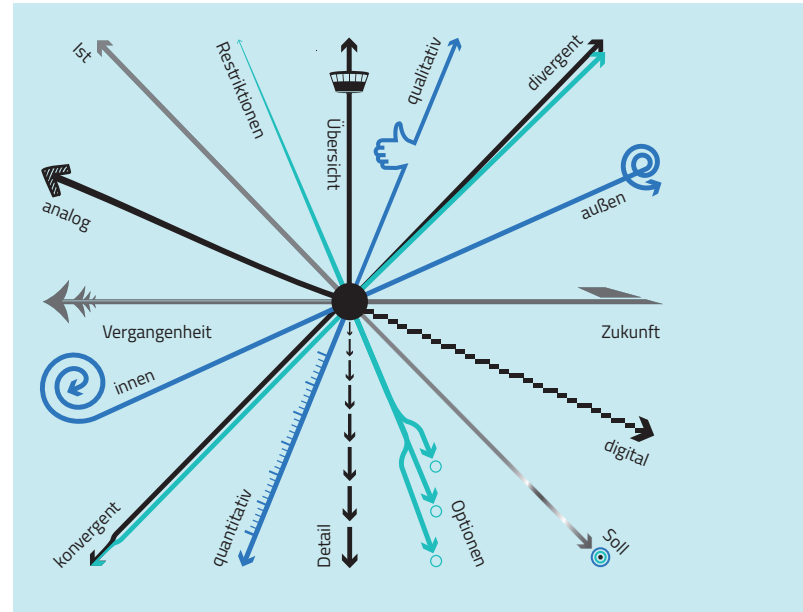 Ist
Restriktionen
Übersicht
qualitativ
divergent
analog
außen
Vergangenheit
Zukunft
innen
digital
konvergent
quantitativ
Detail
Optionen
Soll